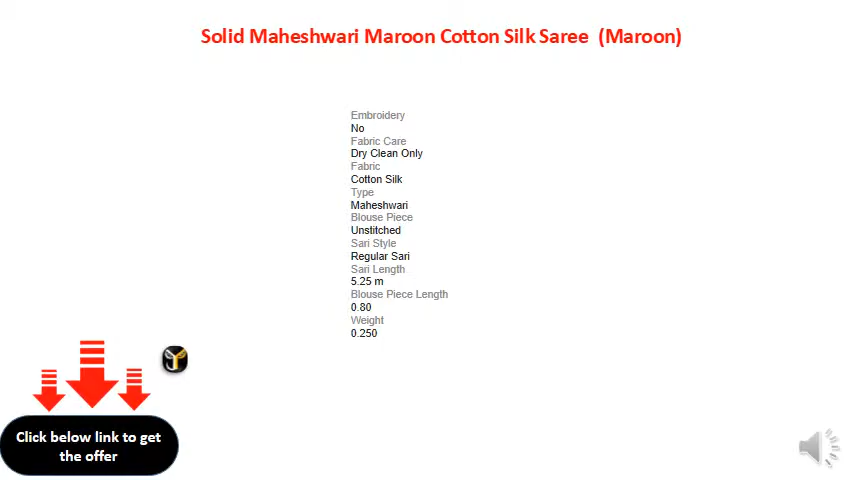 Solid Maheshwari Maroon Cotton Silk Saree  (Maroon)
Embroidery
No
Fabric Care
Dry Clean Only
Fabric
Cotton Silk
Type
Maheshwari
Blouse Piece
Unstitched
Sari Style
Regular Sari
Sari Length
5.25 m
Blouse Piece Length
0.80
Weight
0.250
Click below link to get
the offer